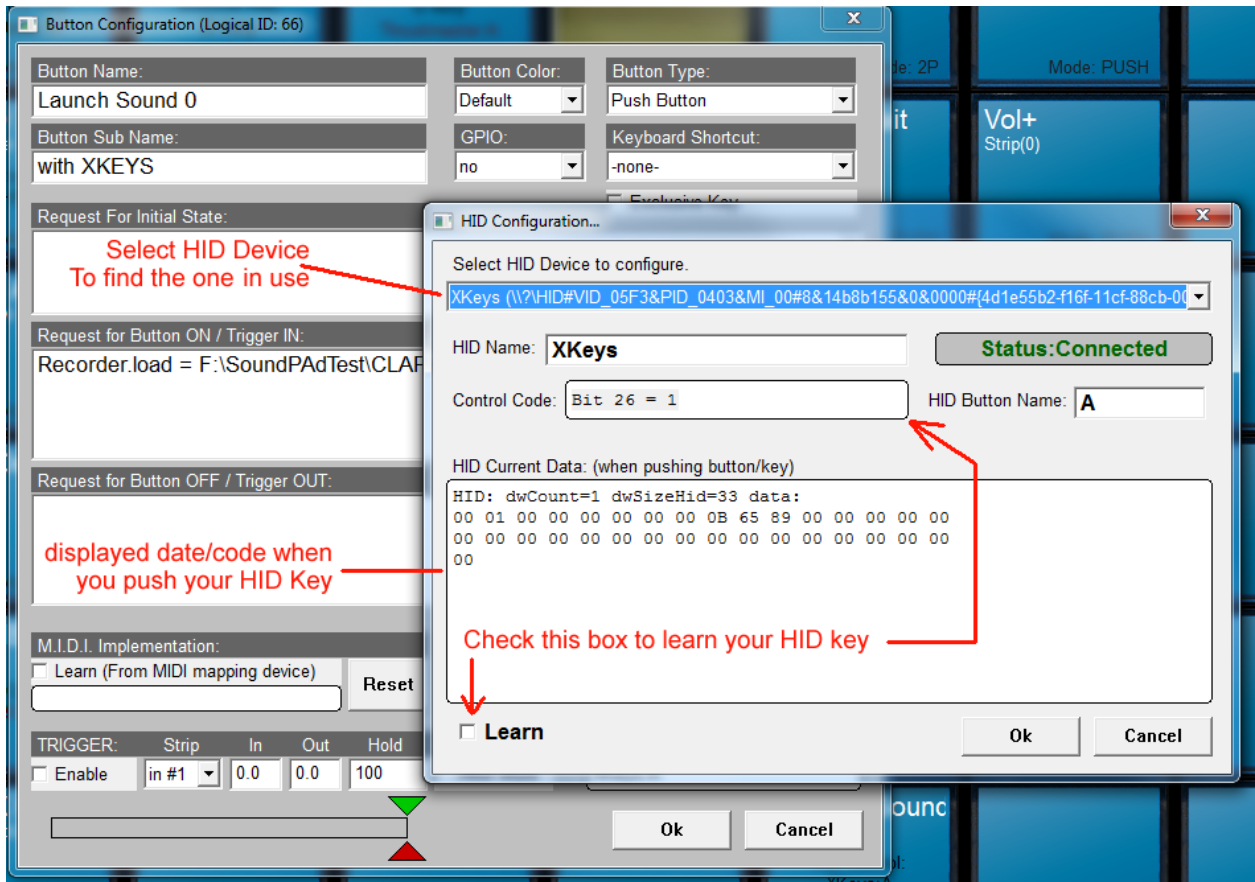 Button Configuration (Logical ID: 66)
x
Button Name:
Launch Sound 0
Button Color:
Default
Button Type:
Push Button
Button Sub Name:
with XKEYS
GPIO:
no
Keyboard Shortcut:
-none-
Exclusive Key
Request For Initial State:
Select HID Device
To find the one in use
Request for Button ON / Trigger IN:
Recorder.load = F:\SoundPAdTest\CLAP
Request for Button OFF / Trigger OUT:
displayed date/code when
you push your HID Key
M.I.D.I. Implementation:
Learn (From MIDI mapping device)
Reset
TRIGGER: Strip In Out Hold
Enable
in #1
0.0
0.0
100
Ok
Cancel
HID Configuration...
x
Select HID Device to configure.
XKeys (\\?\HID#VID_05F3&PID_0403&MI_00#8&14b8b155&0&0000#{4d1e55b2-f16f-11cf-88cb-00
HID Name:
XKeys
Status:Connected
Control Code:
Bit 26 = 1
HID Button Name:
A
HID Current Data: (when pushing button/key)
HID: dwCount=1 dwSizeHid=33 data:
00 01 00 00 00 00 00 00 0B 65 89 00 00 00 00 00
00 00 00 00 00 00 00 00 00 00 00 00 00 00 00 00
00
Check this box to learn your HID key
Learn
Ok
Cancel
de: 2P
Mode: PUSH
it
Vol+
Strip(0)
ound
ol: